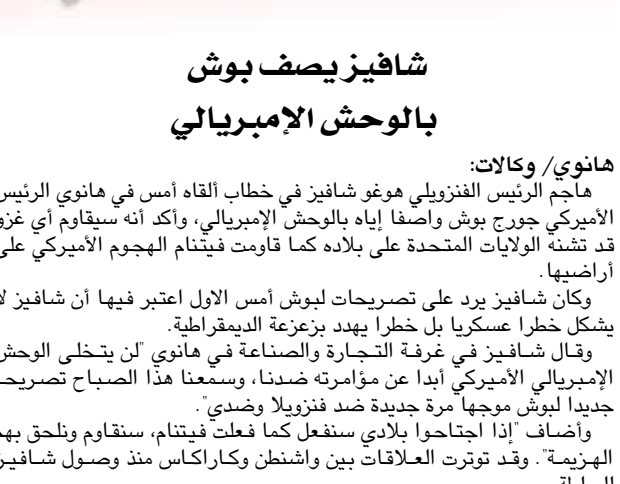 شافيز يصف بوش
بالوحش الإمبريالي
هانوي/ وكالات:
هاجم الرئيس الفنزويلي هوغو شافيز في خطاب ألقاه أمس في هانوي الرئيس
الأميركي جورج بوش واصفا إياه بالوحش الإمبريالي، وأكد أنه سيقاوم أي غزو
قد تشنه الولايات المتحدة على بلاده كما قاومت فيتنام الهجوم الأميركي على
أراضيها.
وكان شافيز يرد على تصريحات لبوش أمس الاول اعتبر فيها أن شافيز لا
يشكل خطرا عسكريا بل خطرا يهدد بزعزعة الديمقراطية.
وقال شافيز في غرفة التجارة والصناعة في هانوي "لن يتخلى الوحش
الإمبريالي الأميركي أبدا عن مؤامرته ضدنا، وسمعنا هذا الصباح
جديدا لبوش موجها مرة جديدة ضد فنزويلا وضدي".
وأضاف "إذا اجتاحوا بلادي سنفعل كما فعلت فيتنام، سنقاوم ونلحق
الهزيمة". وقد توترت العلاقات بين واشنطن وكاراكاس منذ وصول شافيز